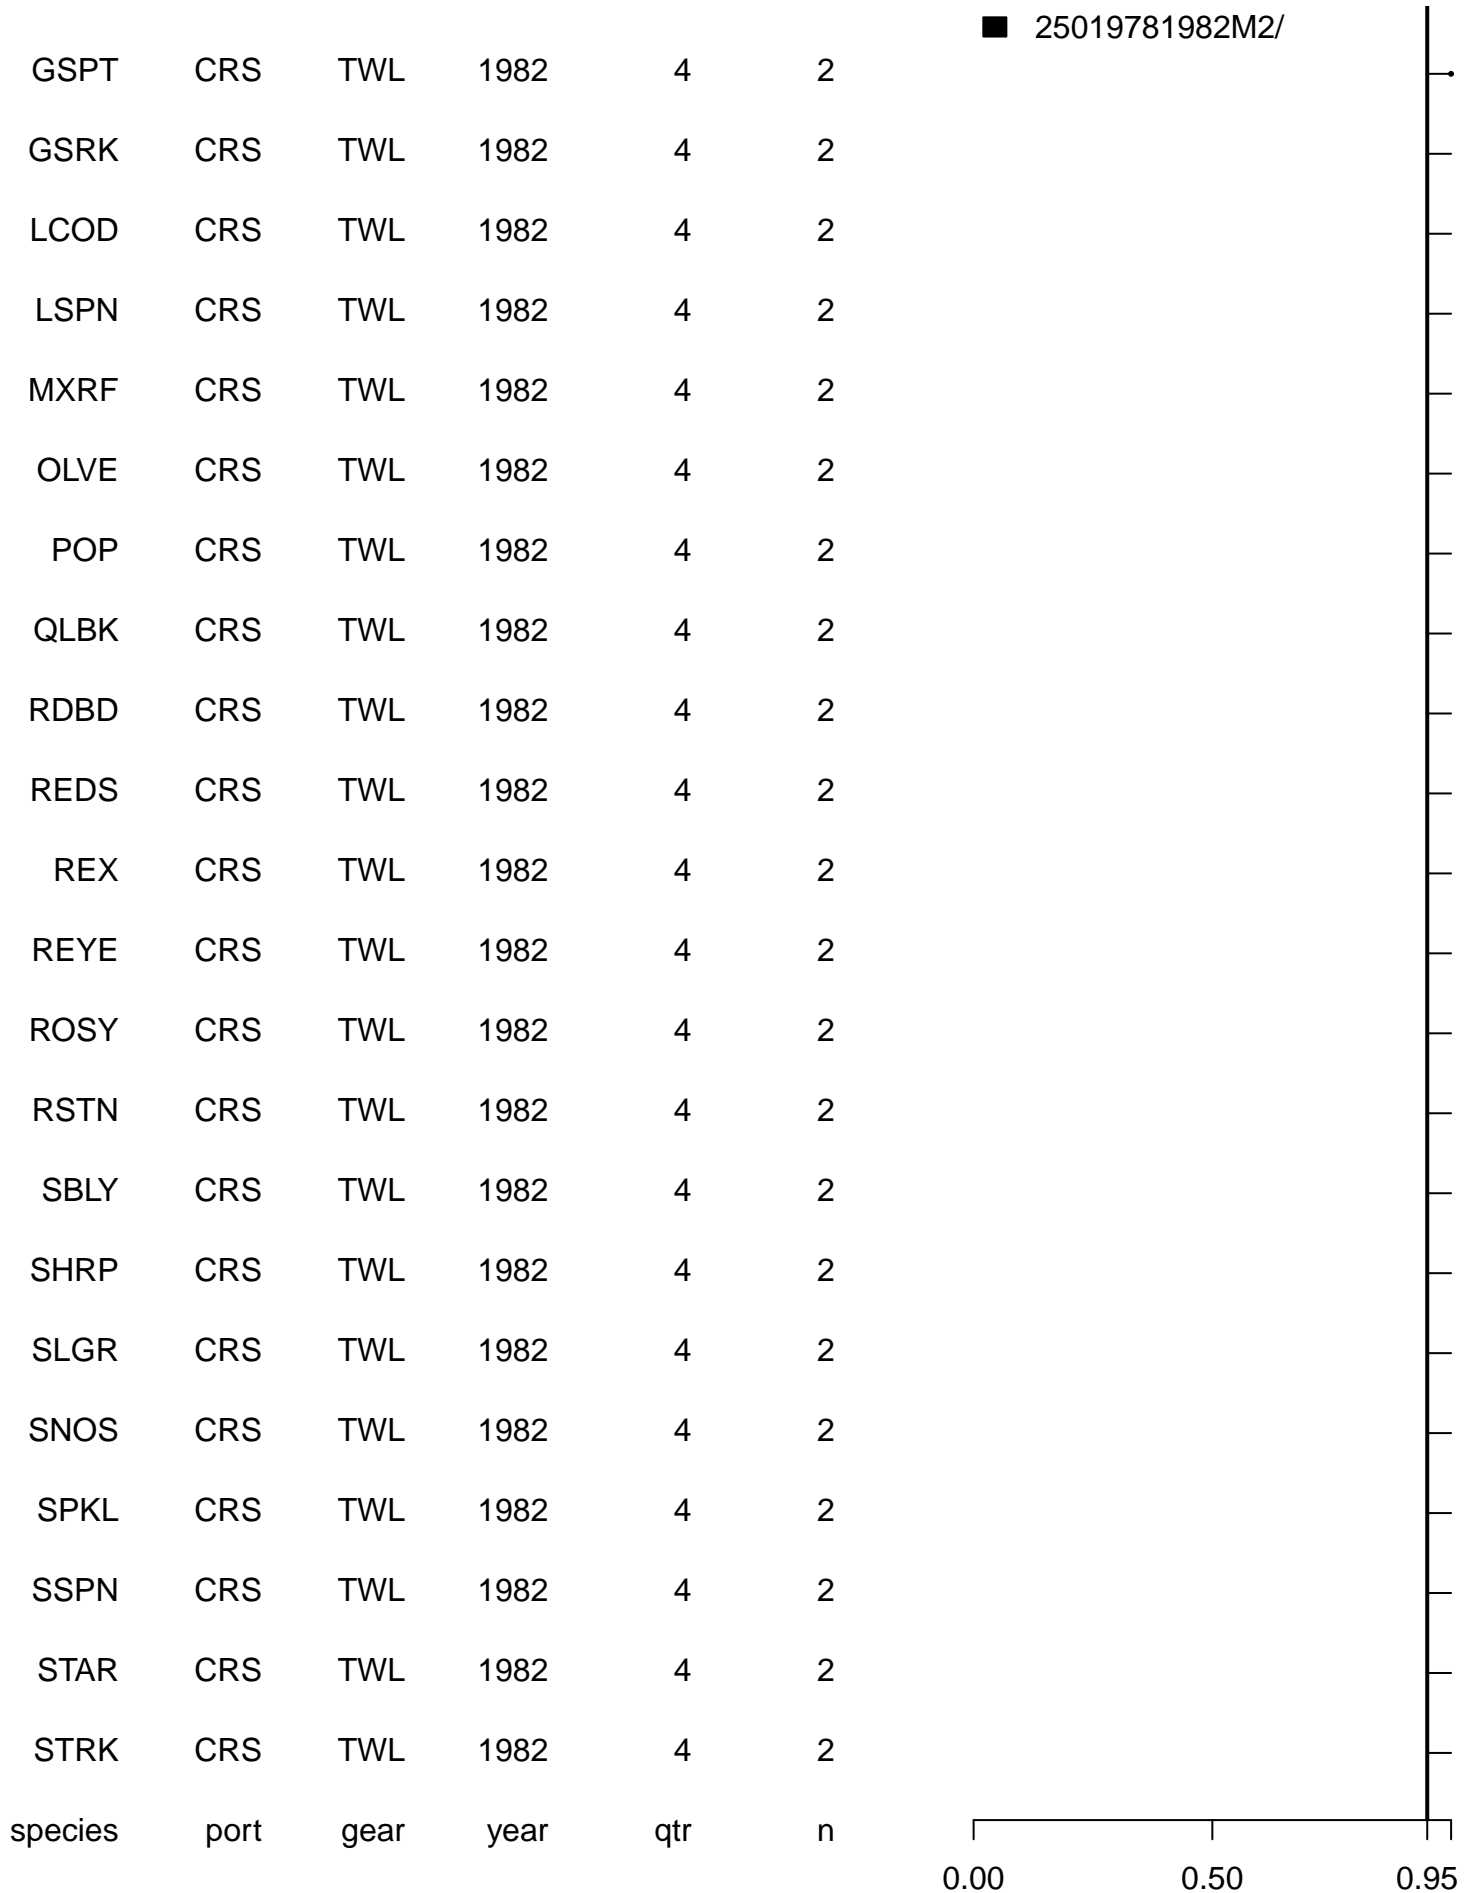 25019781982M2/
GSPT CRS TWL 1982 4 2
GSRK CRS TWL 1982 4 2
LCOD CRS TWL 1982 4 2
LSPN CRS TWL 1982 4 2
MXRF CRS TWL 1982 4 2
OLVE CRS TWL 1982 4 2
POP CRS TWL 1982 4 2
QLBK CRS TWL 1982 4 2
RDBD CRS TWL 1982 4 2
REDS CRS TWL 1982 4 2
REX CRS TWL 1982 4 2
REYE CRS TWL 1982 4 2
ROSY CRS TWL 1982 4 2
RSTN CRS TWL 1982 4 2
SBLY CRS TWL 1982 4 2
SHRP CRS TWL 1982 4 2
SLGR CRS TWL 1982 4 2
SNOS CRS TWL 1982 4 2
SPKL CRS TWL 1982 4 2
SSPN CRS TWL 1982 4 2
STAR CRS TWL 1982 4 2
STRK CRS TWL 1982 4 2
species port gear year qtr n
0.00 0.50 0.95